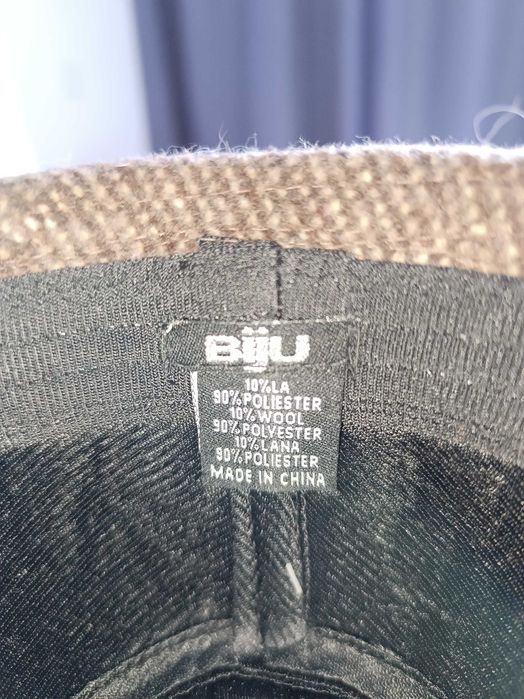 BijU
10%LA
90%POLIESTER
10%WOOL
90%POLYESTER
10%LANA
90%POLIESTER
MADE IN CHINA